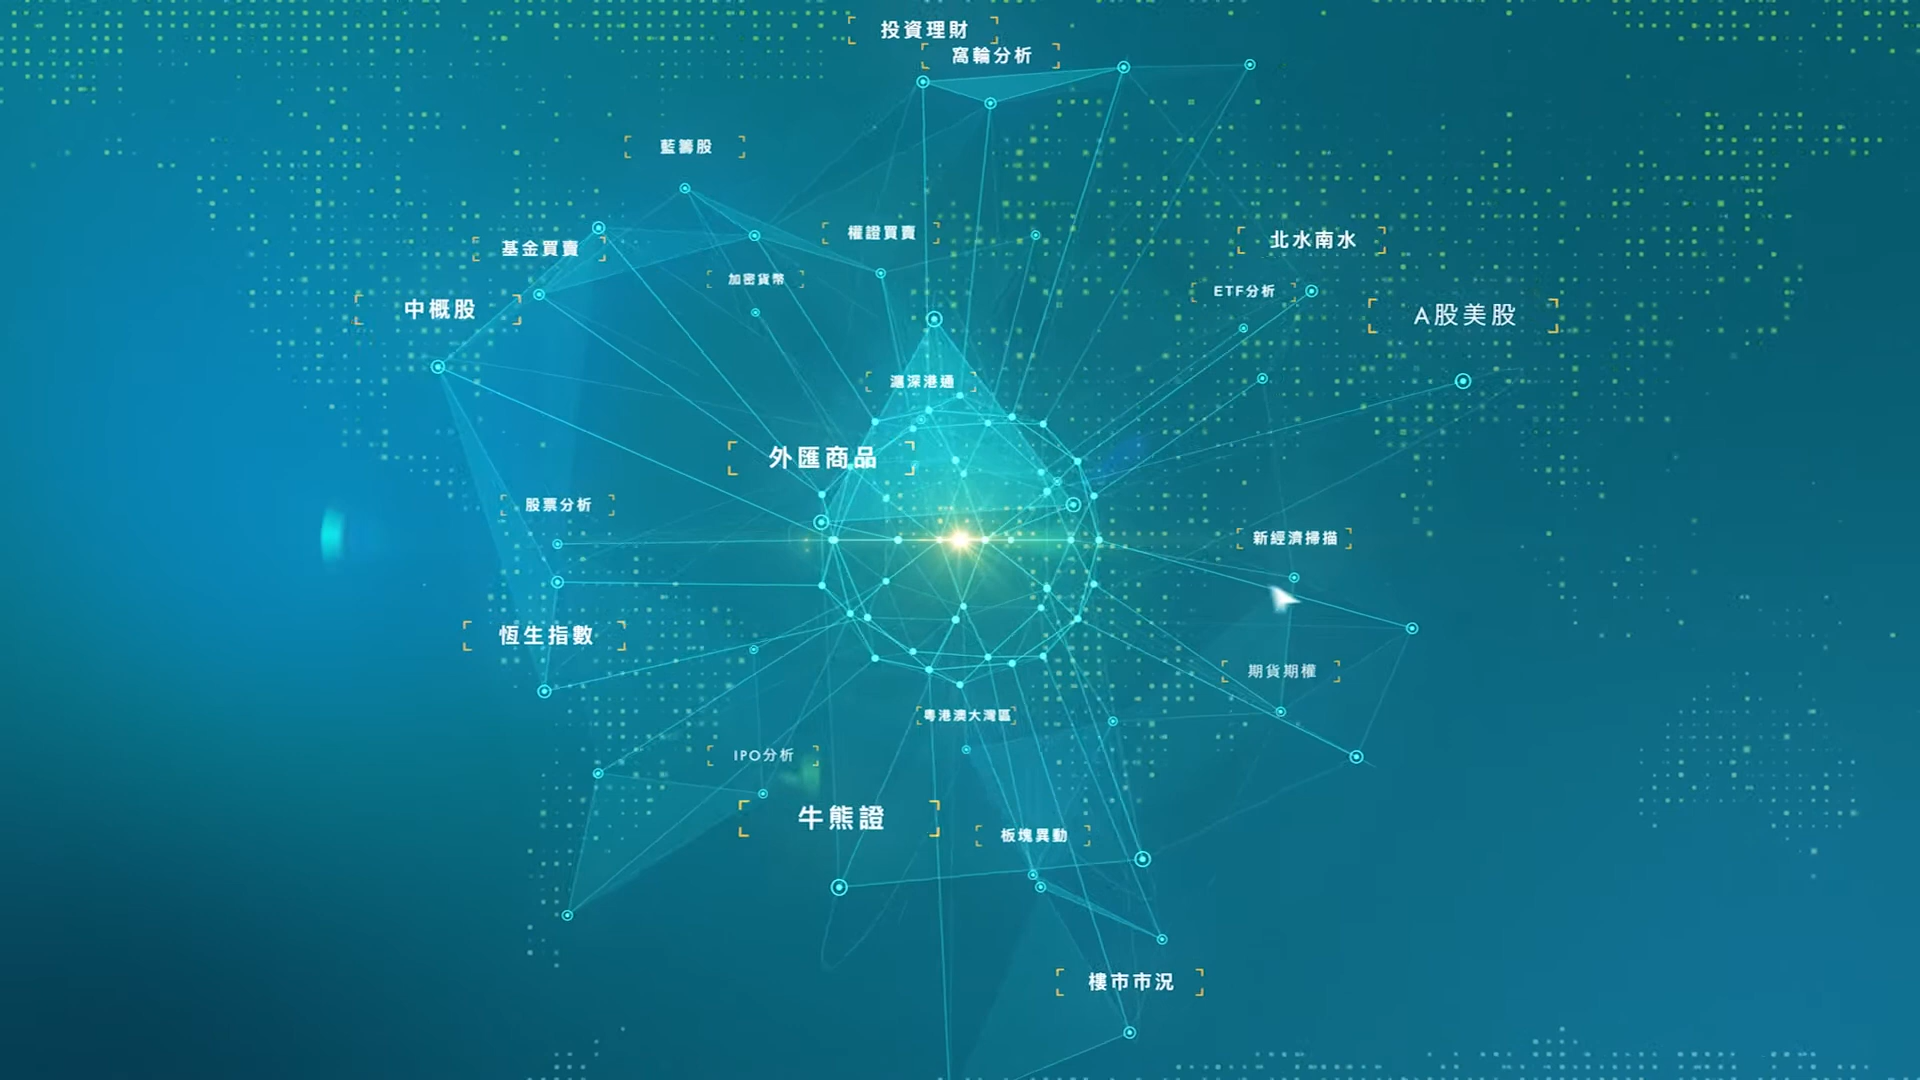 投資理財
窩輪分析
藍籌股
權證買賣
基金買賣
北水南水
加密貨幣
ETF分析
中概股
A股美股
滬深港通
外匯商品
股票分析
新經濟掃描
恆生指數
期貨期權
粵港澳大灣區
IPO分析
牛熊證
板塊異動
樓市市況